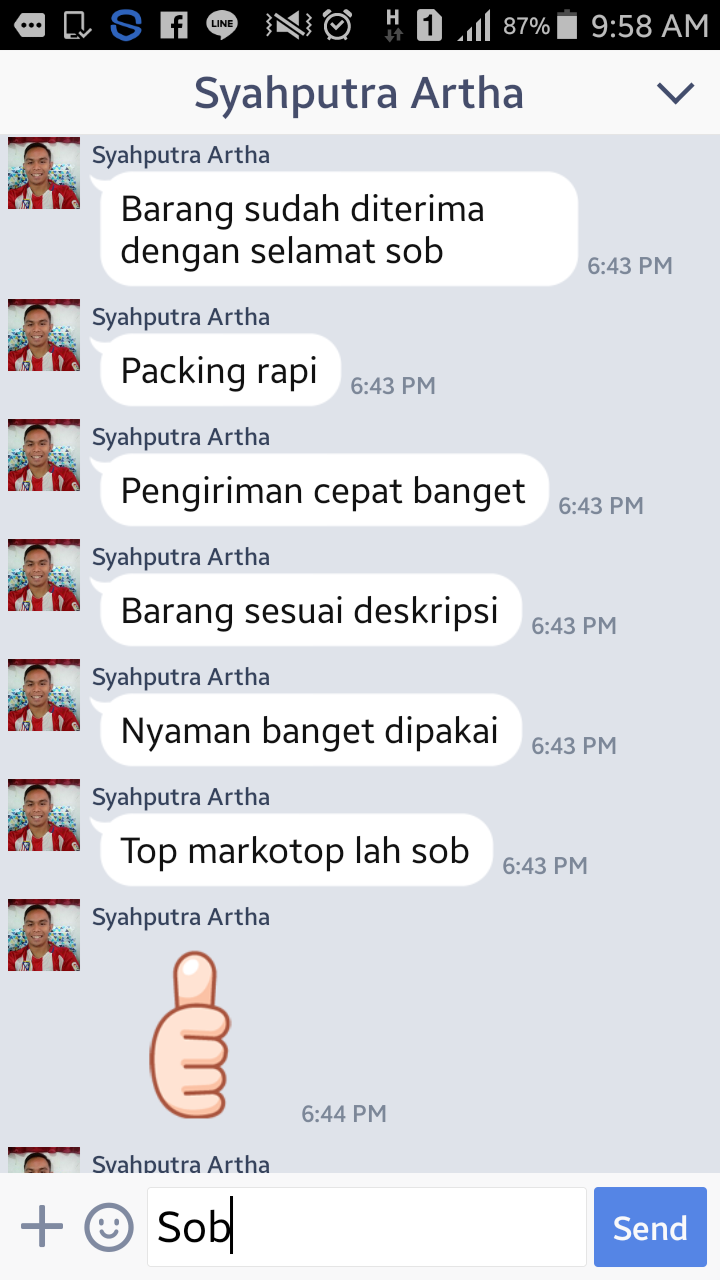 LINE H 1 87% 9:58 AM
Syahputra Artha
Syahputra Artha
Barang sudah diterima
dengan selamat sob
6:43 PM
Syahputra Artha
Packing rapi
6:43 PM
Syahputra Artha
Pengiriman cepat banget
6:43 PM
Syahputra Artha
Barang sesuai deskripsi
6:43 PM
Syahputra Artha
Nyaman banget dipakai
6:43 PM
Syahputra Artha
Top markotop lah sob
6:43 PM
Syahputra Artha
6:44 PM
Syahputra Artha
Sob
Send